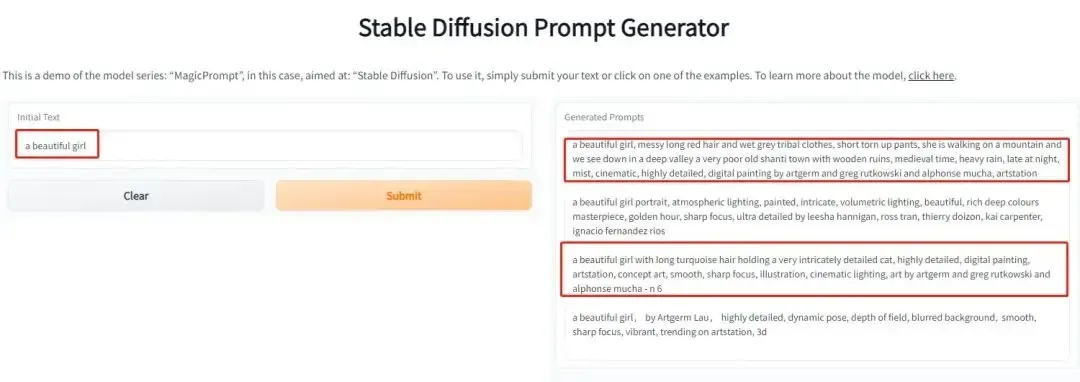 Stable Diffusion Prompt Generator
This is a demo of the model series: “MagicPrompt”, in this case, aimed at: “Stable Diffusion”. To use it, simply submit your text or click on one of the examples. To learn more about the model, click here.
Initial Text
a beautiful girl
Clear
Submit
Generated Prompts
a beautiful girl, messy long red hair and wet grey tribal clothes, short torn up pants, she is walking on a mountain and
we see down in a deep valley a very poor old shanti town with wooden ruins, medieval time, heavy rain, late at night,
mist, cinematic, highly detailed, digital painting by artgerm and greg rutkowski and alphonse mucha, artstation
a beautiful girl portrait, atmospheric lighting, painted, intricate, volumetric lighting, beautiful, rich deep colours
masterpiece, golden hour, sharp focus, ultra detailed by leesha hannigan, ross tran, thierry doizon, kai carpenter,
ignacio fernandez rios
a beautiful girl with long turquoise hair holding a very intricately detailed cat, highly detailed, digital painting,
artstation, concept art, smooth, sharp focus, illustration, cinematic lighting, art by artgerm and greg rutkowski and
alphonse mucha - n 6
a beautiful girl， by Artgerm Lau， highly detailed, dynamic pose, depth of field, blurred background, smooth,
sharp focus, vibrant, trending on artstation, 3d